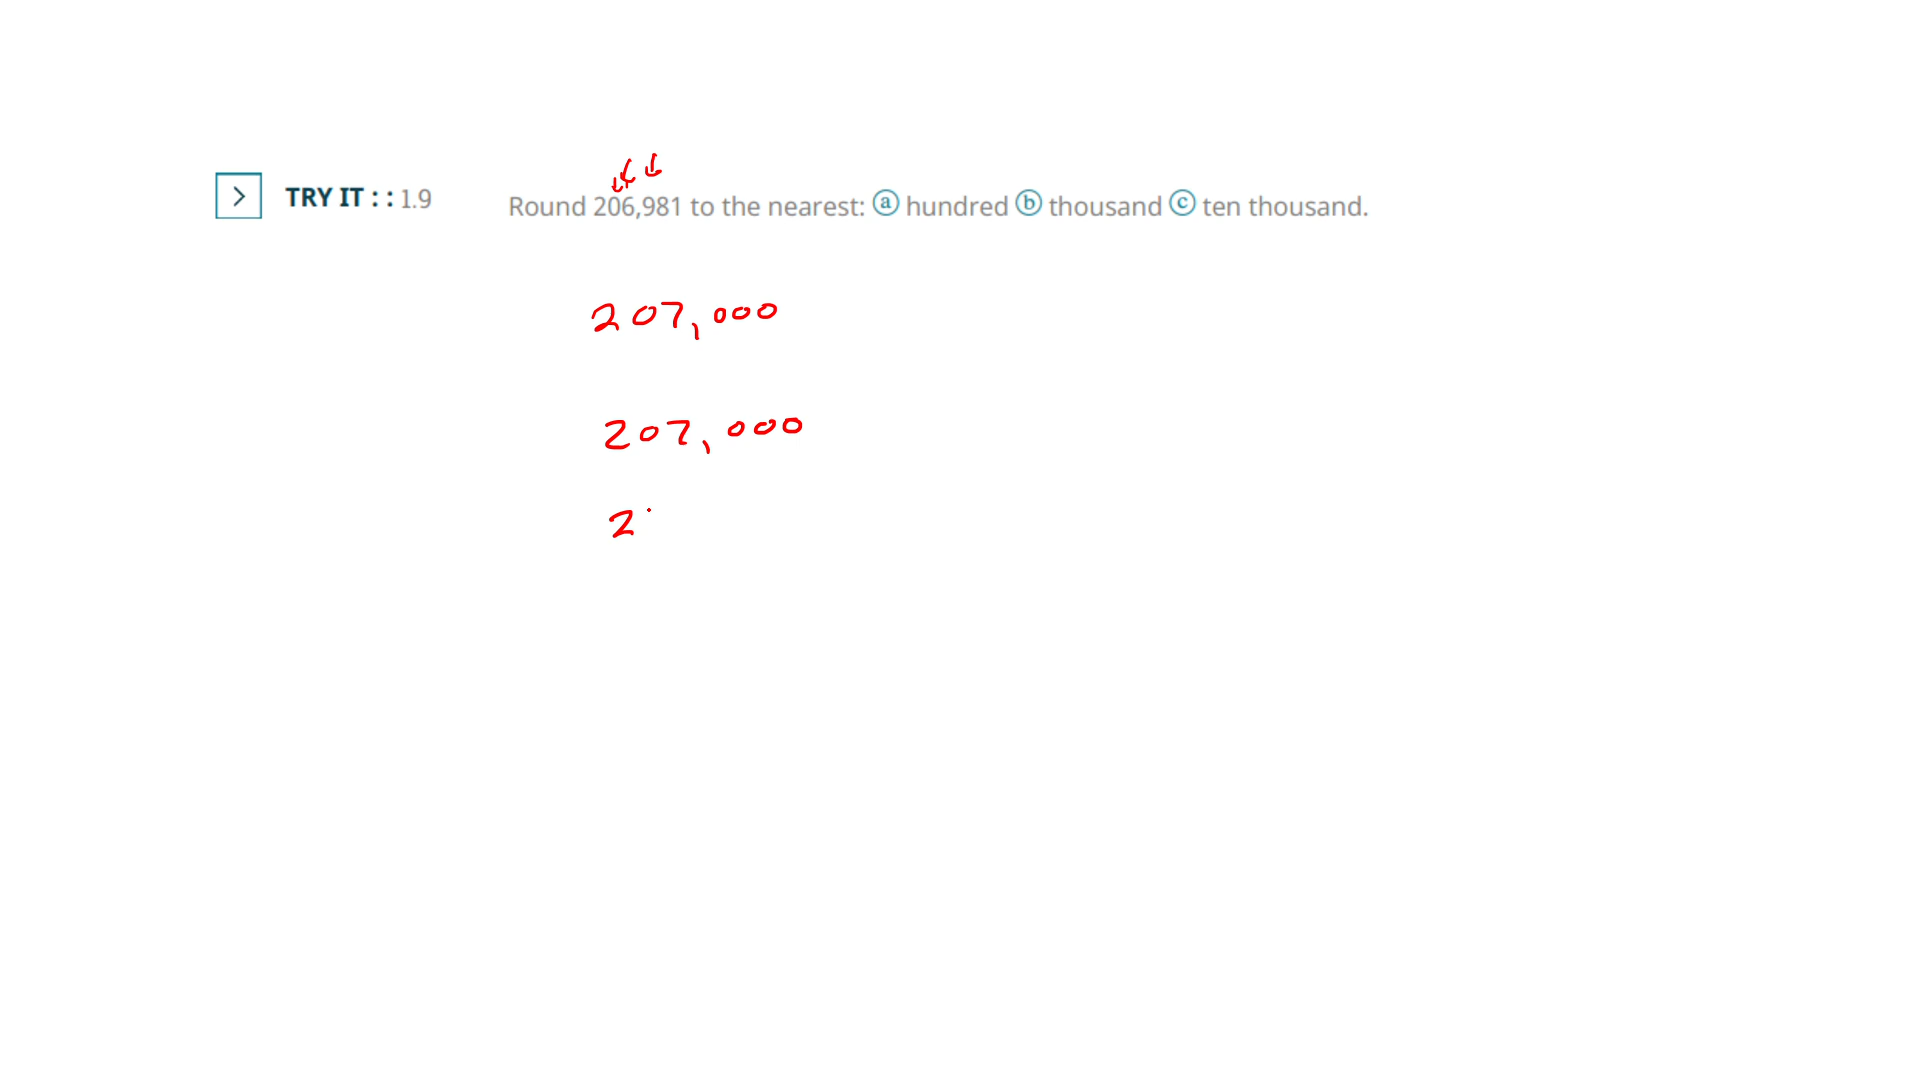 > TRY IT : : 1.9 Round 206,981 to the nearest: ⓐ hundred ⓑ thousand ⓒ ten thousand.
207,000
207,000
2